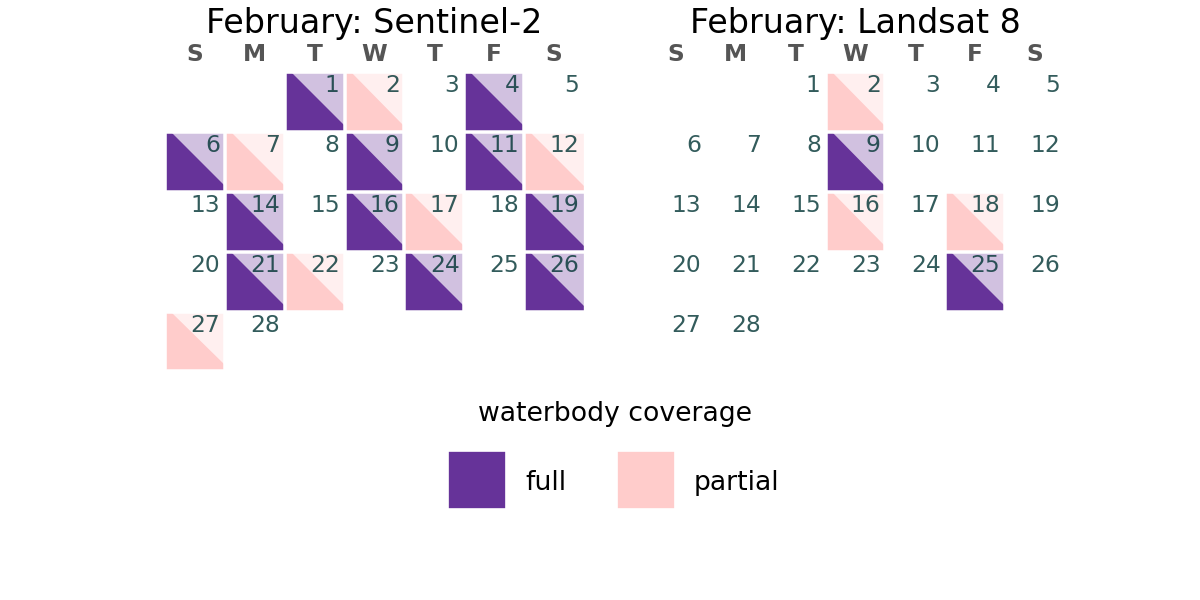 February: Sentinel-2
S M T W T F S
1 2 3 4 5
6 7 8 9 10 11 12
13 14 15 16 17 18 19
20 21 22 23 24 25 26
27 28
February: Landsat 8
S M T W T F S
1 2 3 4 5
6 7 8 9 10 11 12
13 14 15 16 17 18 19
20 21 22 23 24 25 26
27 28
waterbody coverage
full partial